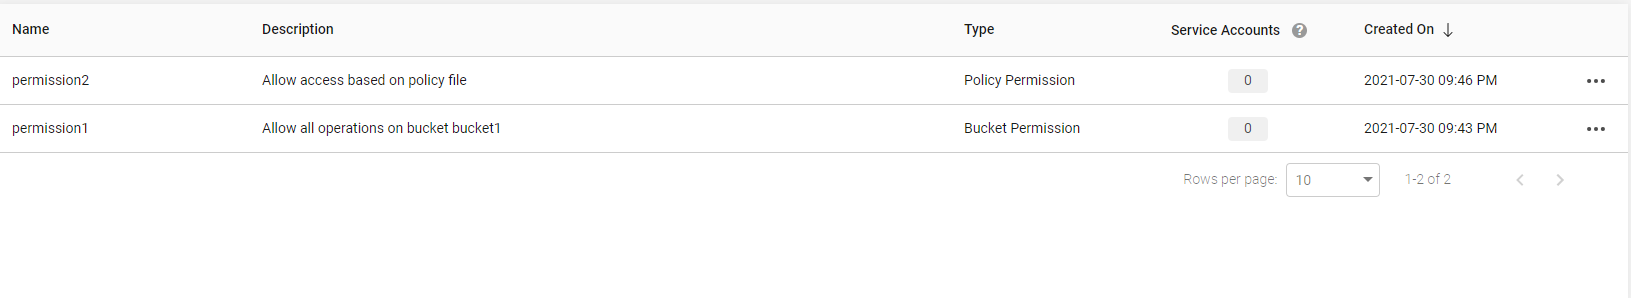 Name Description Type Service Accounts ? Created On ↓
permission2 Allow access based on policy file Policy Permission 0 2021-07-30 09:46 PM
permission1 Allow all operations on bucket bucket1 Bucket Permission 0 2021-07-30 09:43 PM
Rows per page: 10 1-2 of 2